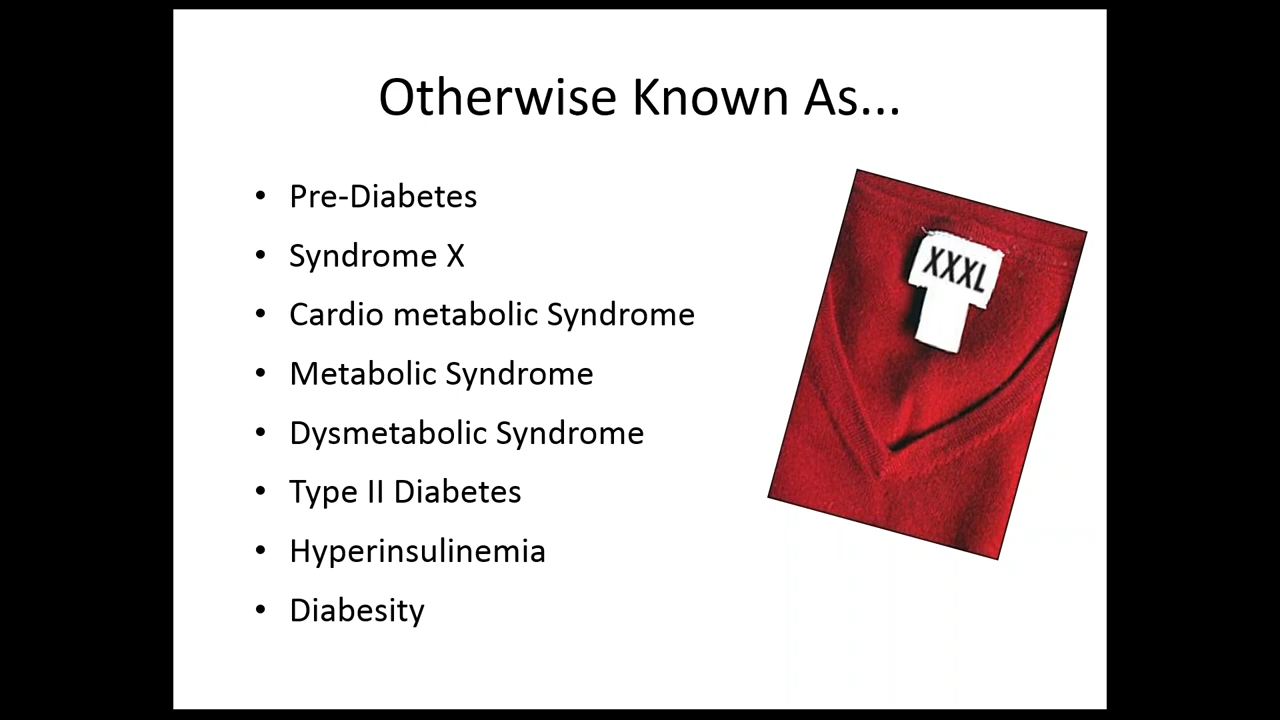 Otherwise Known As...
• Pre-Diabetes
• Syndrome X
• Cardio metabolic Syndrome
• Metabolic Syndrome
• Dysmetabolic Syndrome
• Type II Diabetes
• Hyperinsulinemia
• Diabesity
XXXL